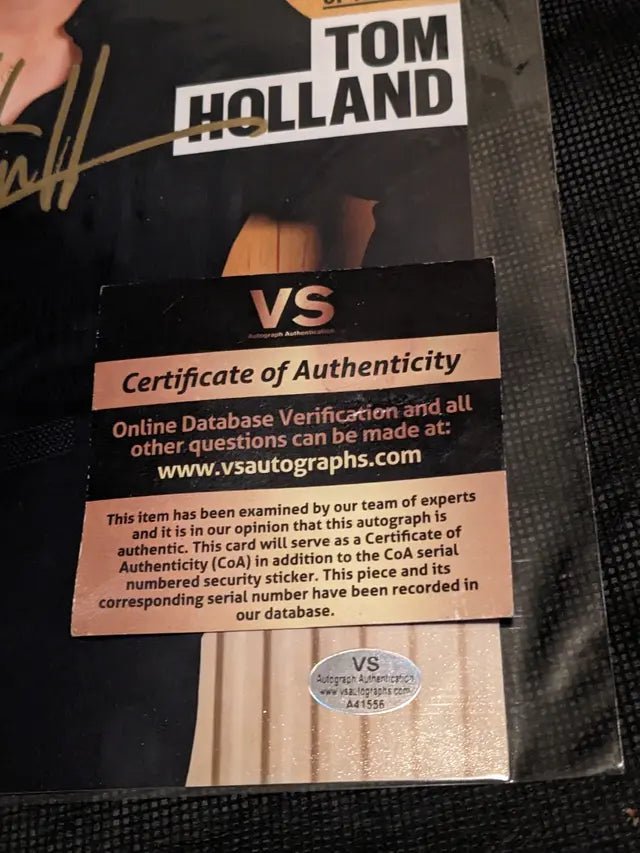 TOM
HOLLAND
VS
Autograph Authentication
Certificate of Authenticity
Online Database Verification and all
other questions can be made at:
www.vsautographs.com
This item has been examined by our team of experts
and it is in our opinion that this autograph is
authentic. This card will serve as a Certificate of
Authenticity (CoA) in addition to the CoA serial
numbered security sticker. This piece and its
corresponding serial number have been recorded in
our database.
VS
Autograph Authentication
www.vsautographs.com
A41556